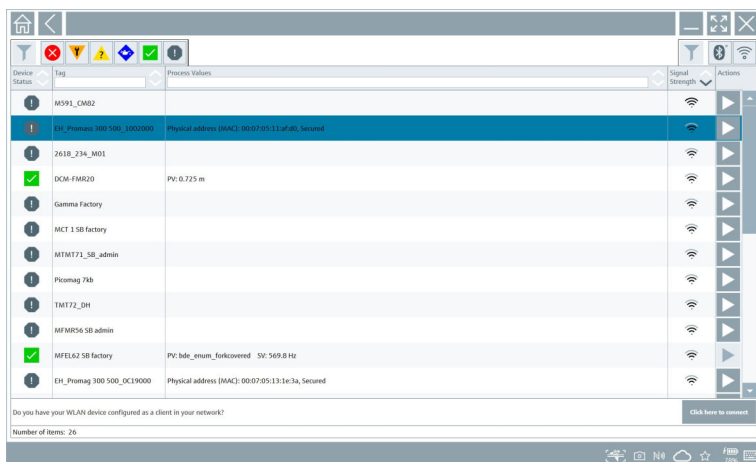 Device Status
Tag
Process Values
Signal Strength
Actions
M591_CM82
EH_Promass 300 500_1002000 Physical address (MAC): 00:07:05:11:af:d0, Secured
2618_234_M01
DCM-FMR20 PV: 0.725 m
Gamma Factory
MCT 1 SB factory
MTMT71_SB_admin
Picomag 7kb
TMT72_DH
MFMR56 SB admin
MFEL62 SB factory PV: bde_enum_forkcovered SV: 569.8 Hz
EH_Promag 300 500_0C19000 Physical address (MAC): 00:07:05:13:1e:3a, Secured
Do you have your WLAN device configured as a client in your network? Click here to connect
Number of items: 26
78%